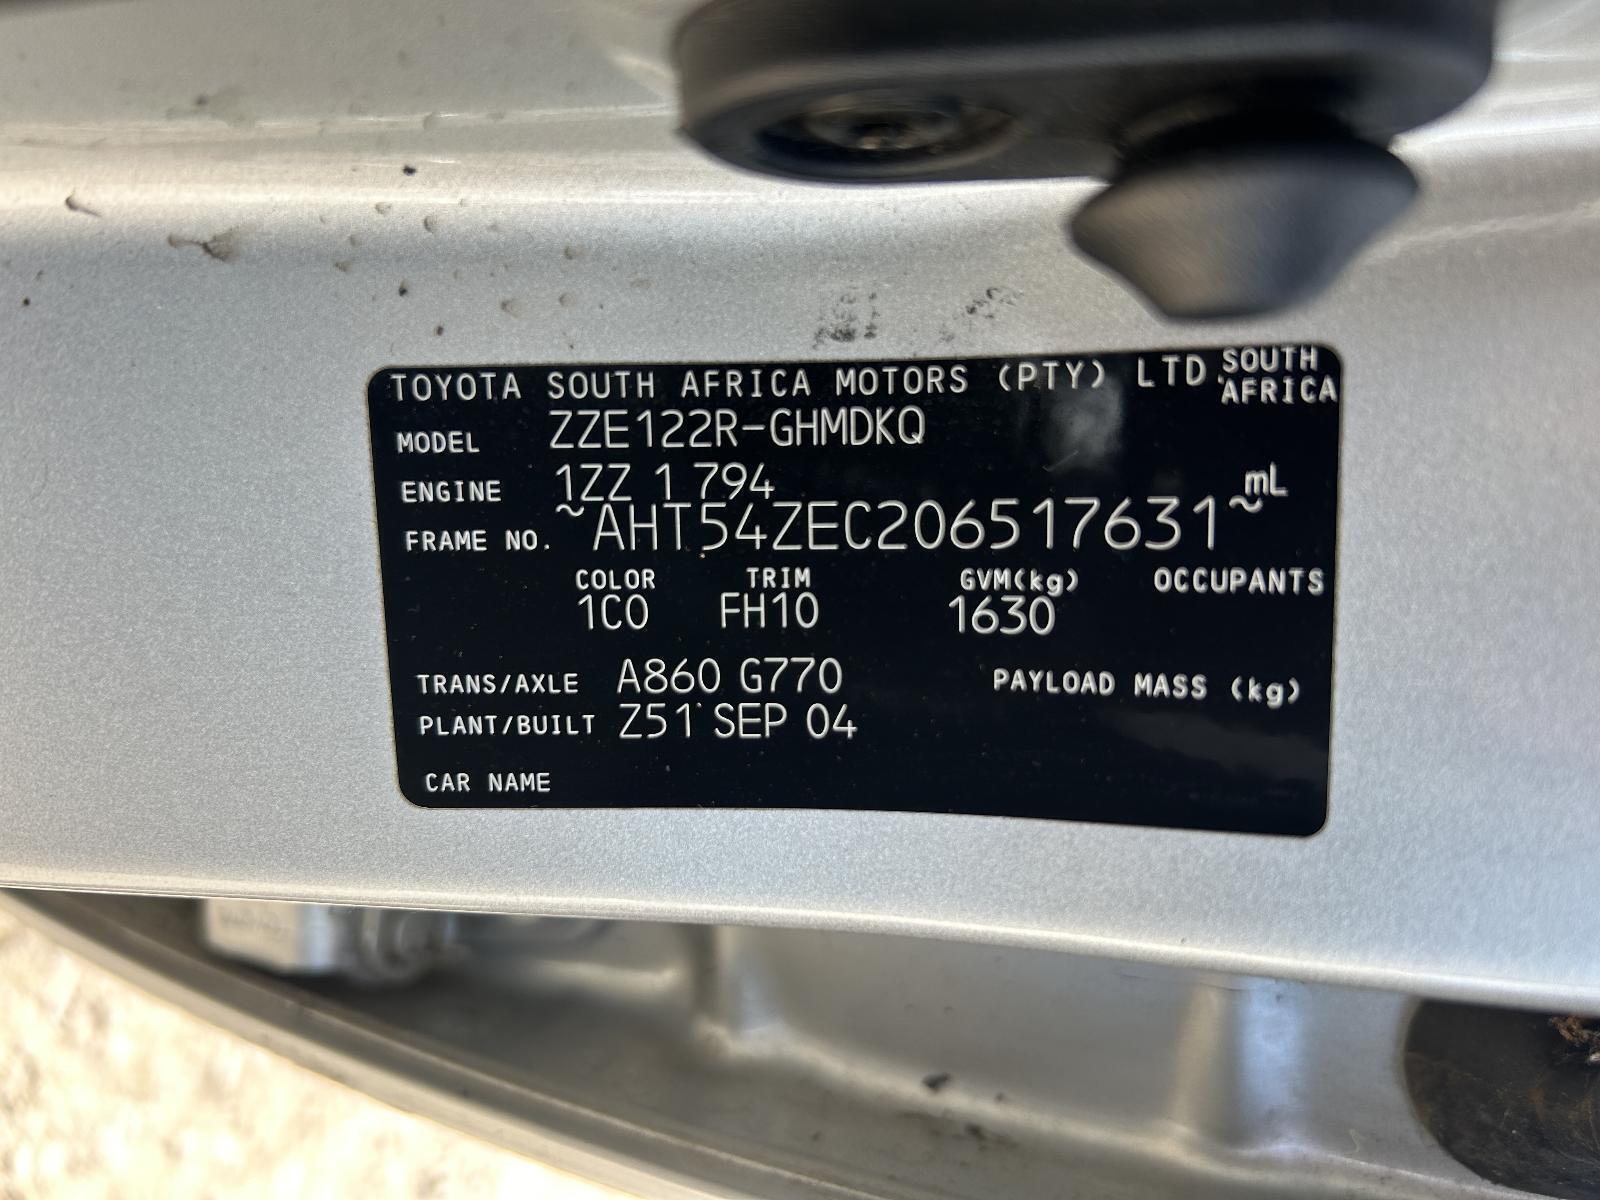 TOYOTA SOUTH AFRICA MOTORS (PTY) LTD. SOUTH AFRICA
MODEL ZZE122R-GHMDKQ
ENGINE 1ZZ 1 794 mL
FRAME NO. ~AHT54ZEC206517631~
COLOR TRIM GVM(kg) OCCUPANTS
1C0 FH10 1630
TRANS/AXLE A860 G770 PAYLOAD MASS (kg)
PLANT/BUILT Z51 SEP 04
CAR NAME